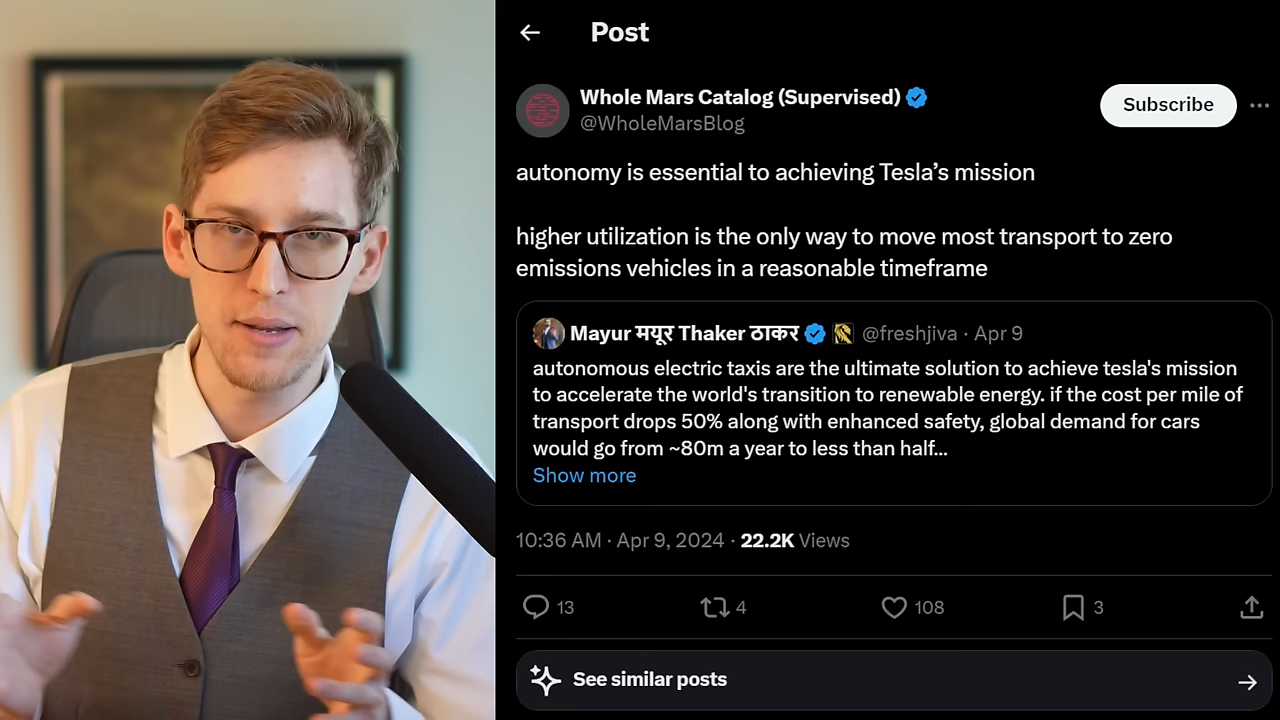 Post
Whole Mars Catalog (Supervised)
@WholeMarsBlog
Subscribe
autonomy is essential to achieving Tesla’s mission
higher utilization is the only way to move most transport to zero
emissions vehicles in a reasonable timeframe
Mayur मयूर Thaker ठाकर @freshjiva · Apr 9
autonomous electric taxis are the ultimate solution to achieve tesla's mission
to accelerate the world's transition to renewable energy. if the cost per mile of
transport drops 50% along with enhanced safety, global demand for cars
would go from ~80m a year to less than half...
Show more
10:36 AM · Apr 9, 2024 · 22.2K Views
13 4 108 3
See similar posts